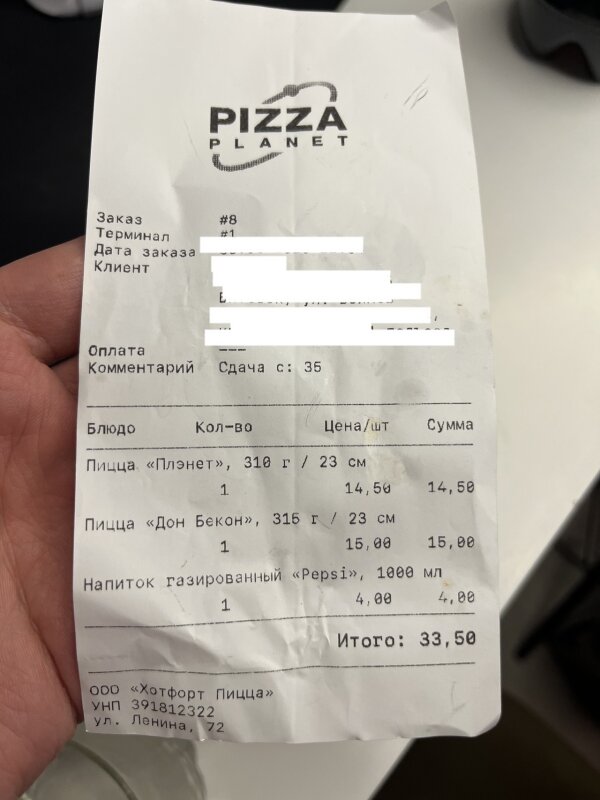 PIZZA
PLANET
Заказ #8
Терминал #1
Дата заказа
Клиент
Оплата ---
Комментарий Сдача с: 35
Блюдо Кол-во Цена/шт Сумма
Пицца «Плэнет», 310 г / 23 см
1 14,50 14,50
Пицца «Дон Бекон», 315 г / 23 см
1 15,00 15,00
Напиток газированный «Pepsi», 1000 мл
1 4,00 4,00
Итого: 33,50
ООО «Хотфорт Пицца»
УНП 391812322
ул. Ленина, 72